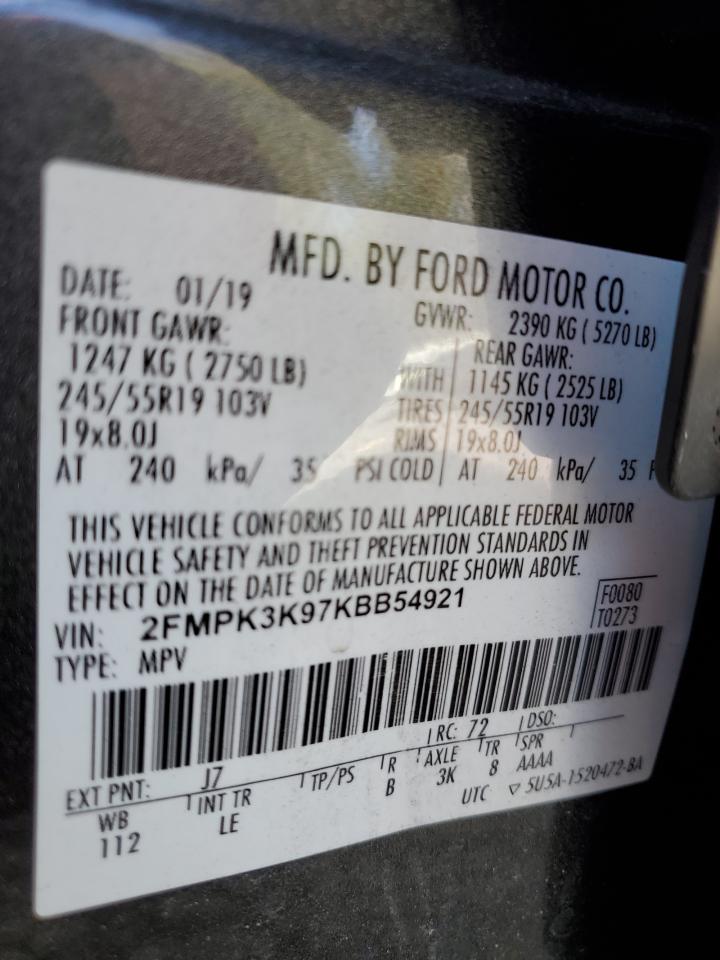 MFD. BY FORD MOTOR CO.
DATE: 01/19
GVWR: 2390 KG ( 5270 LB)
FRONT GAWR:
REAR GAWR:
1247 KG ( 2750 LB)
WITH
1145 KG ( 2525 LB)
245/55R19 103V
TIRES
245/55R19 103V
19x8.0J
RIMS
19x8.0J
AT 240 kPa/ 35 PSI COLD
AT 240 kPa/ 35 P
THIS VEHICLE CONFORMS TO ALL APPLICABLE FEDERAL MOTOR
VEHICLE SAFETY AND THEFT PREVENTION STANDARDS IN
EFFECT ON THE DATE OF MANUFACTURE SHOWN ABOVE.
VIN: 2FMPK3K97KBB54921
F0080
T0273
TYPE: MPV
EXT PNT: J7
RC: 72
DSO:
WB
INT TR
TP/PS
R
AXLE
TR
SPR
112
LE
B
3K
8
AAAA
UTC ▽ 5U5A-1520472-BA